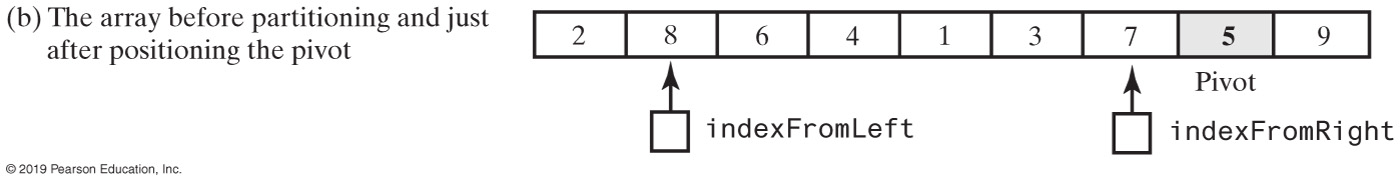 (b) The array before partitioning and just
after positioning the pivot
2 8 6 4 1 3 7 5 9
Pivot
indexFromLeft
indexFromRight
© 2019 Pearson Education, Inc.